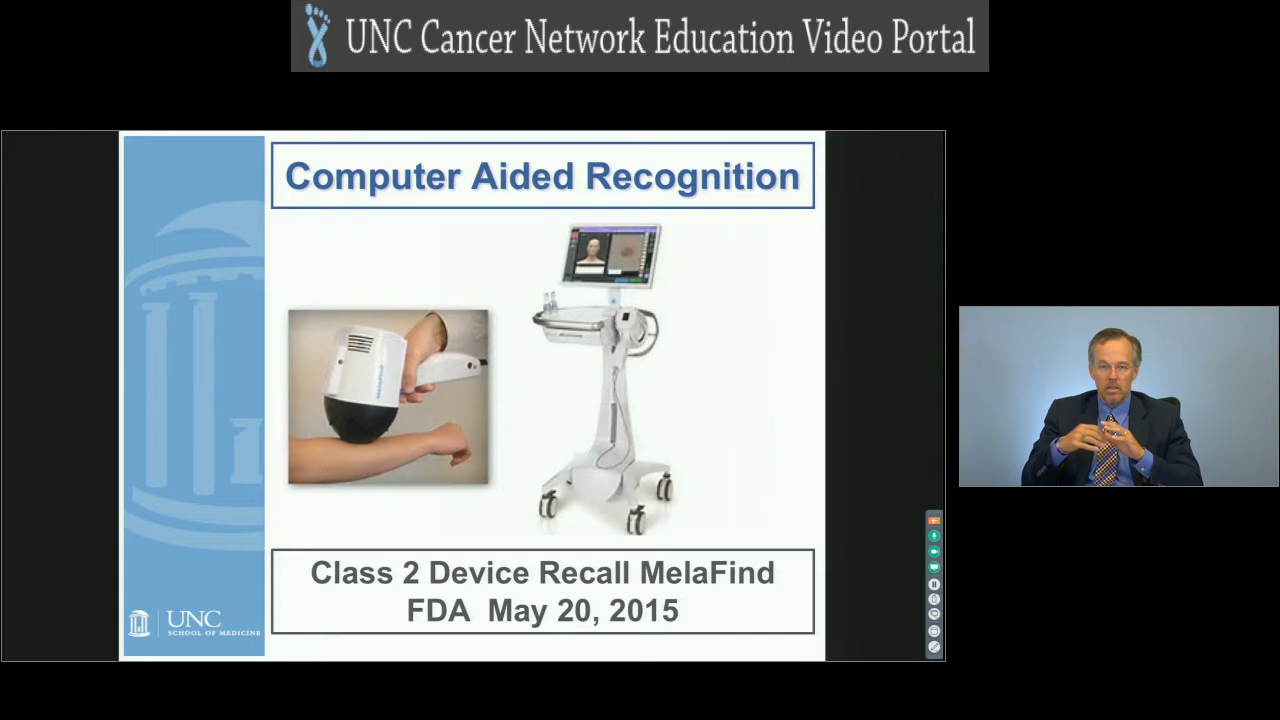 UNC Cancer Network Education Video Portal
Computer Aided Recognition
MelaFind
Class 2 Device Recall MelaFind
FDA May 20, 2015
UNC
SCHOOL OF MEDICINE